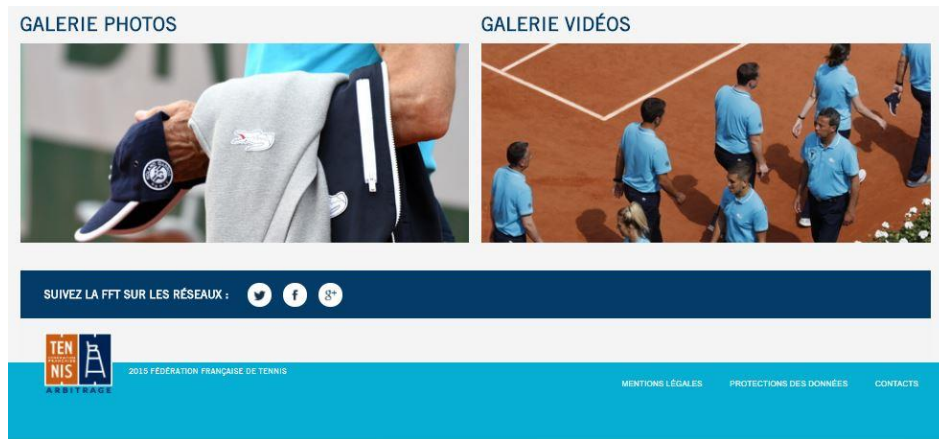 GALERIE PHOTOS
GALERIE VIDÉOS
SUIVEZ LA FFT SUR LES RÉSEAUX :
TEN
NIS
ARBITRAGE
2015 FÉDÉRATION FRANÇAISE DE TENNIS
MENTIONS LÉGALES
PROTECTIONS DES DONNÉES
CONTACTS